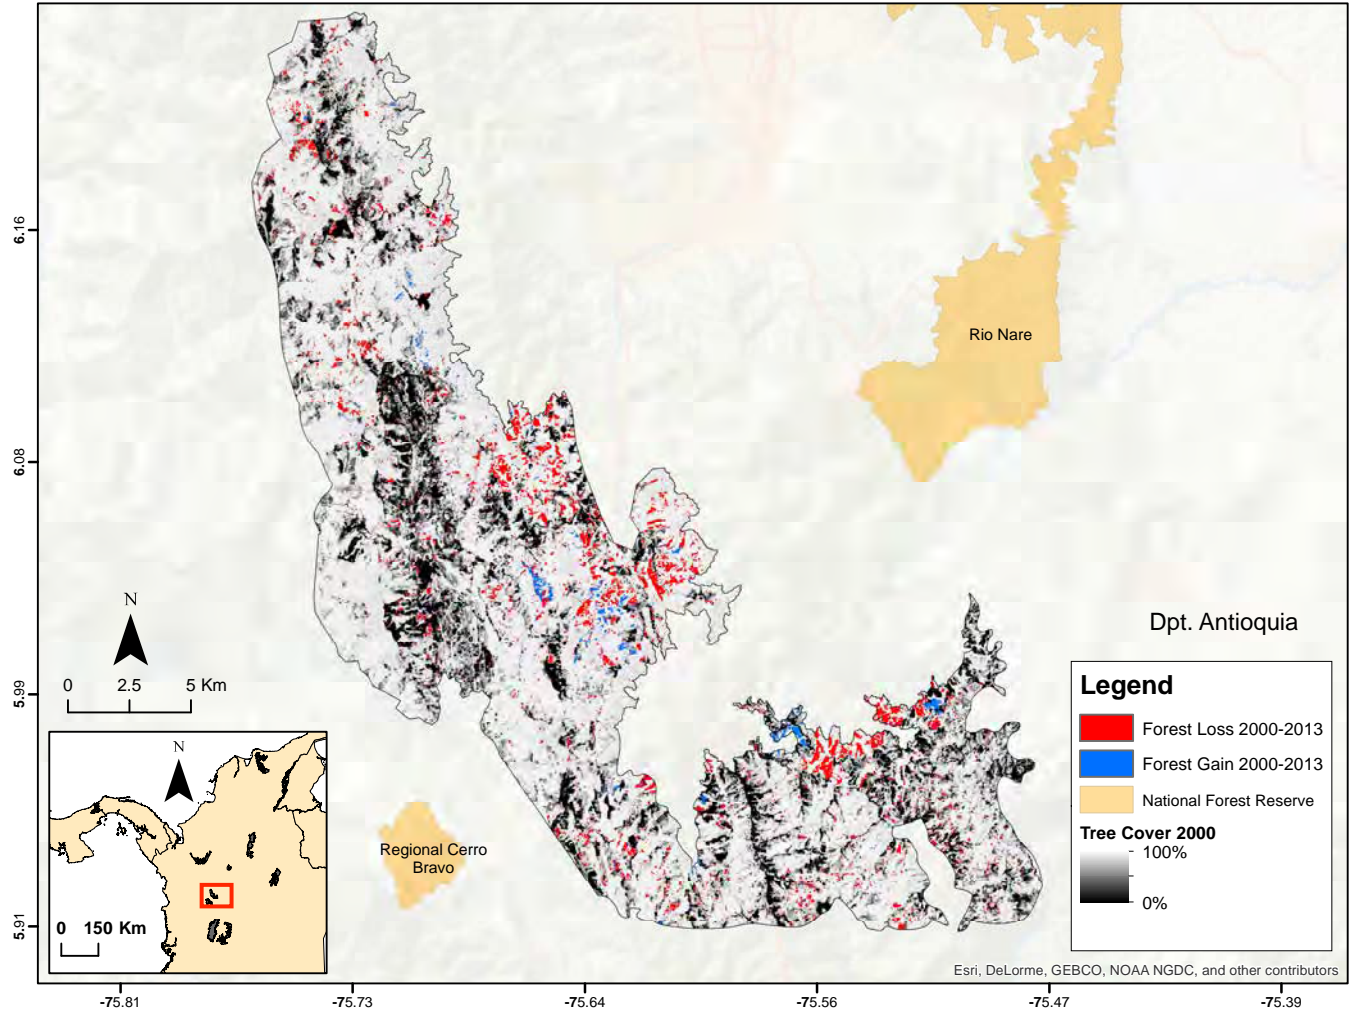 6.16
6.08
5.99
5.91
Rio Nare
Dpt. Antioquia
N
0 2.5 5 Km
N
0 150 Km
Regional Cerro
Bravo
Legend
Forest Loss 2000-2013
Forest Gain 2000-2013
National Forest Reserve
Tree Cover 2000
100%
0%
Esri, DeLorme, GEBCO, NOAA NGDC, and other contributors
-75.81 -75.73 -75.64 -75.56 -75.47 -75.39